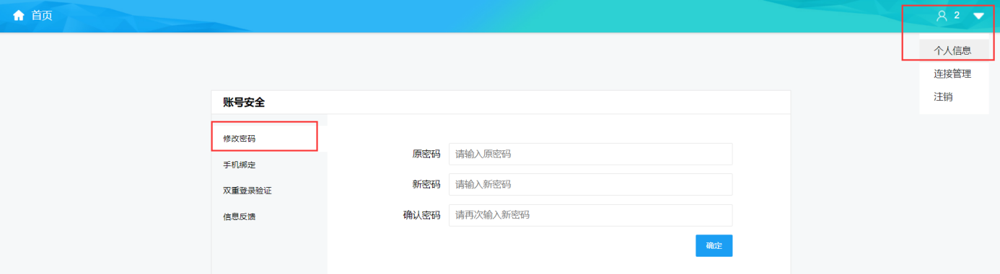 首页
2
个人信息
连接管理
注销
账号安全
修改密码
手机绑定
双重登录验证
信息反馈
原密码 请输入原密码
新密码 请输入新密码
确认密码 请再次输入新密码
确定